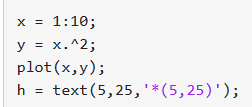 x = 1:10;
y = x.^2;
plot(x,y);
h = text(5,25,'*(5,25)');